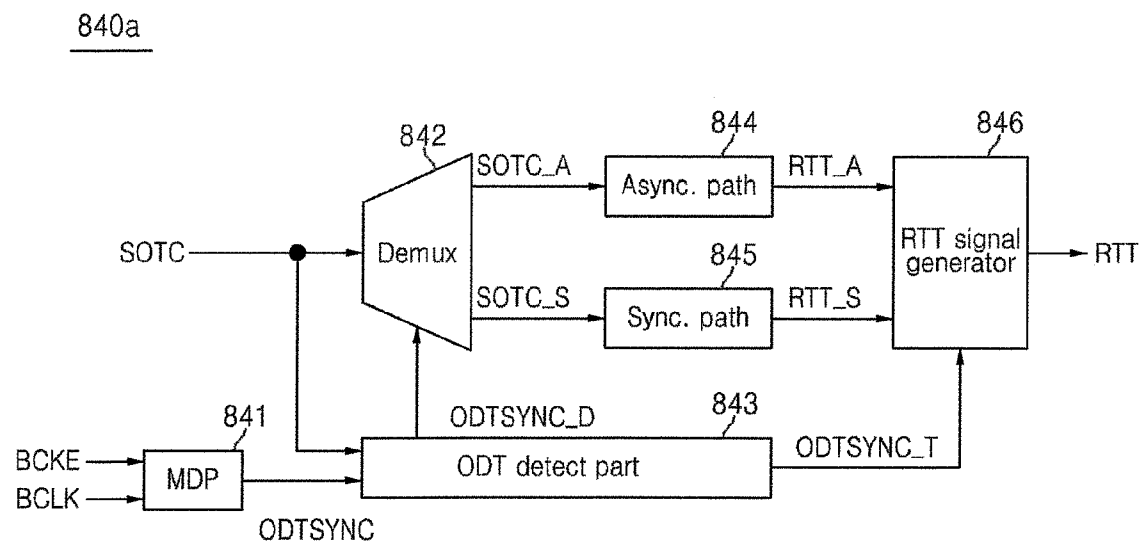 840a
842
844
846
SOTC_A
RTT_A
Async. path
SOTC
Demux
RTT signal
generator
RTT
845
SOTC_S
RTT_S
Sync. path
841
ODTSYNC_D
843
ODTSYNC_T
BCKE
BCLK
MDP
ODT detect part
ODTSYNC